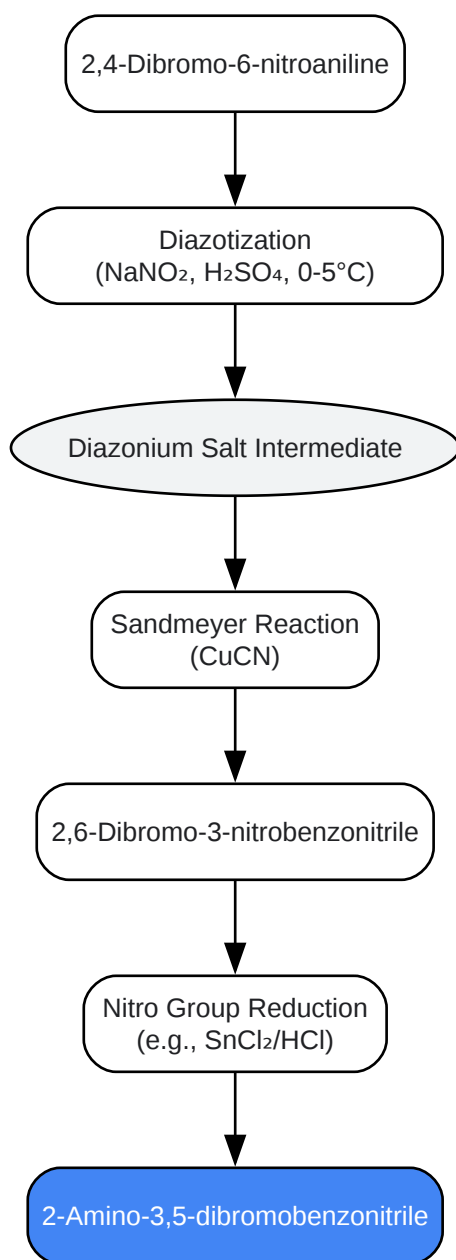 2,4-Dibromo-6-nitroaniline
Diazotization
(NaNO₂, H₂SO₄, 0-5°C)
Diazonium Salt Intermediate
Sandmeyer Reaction
(CuCN)
2,6-Dibromo-3-nitrobenzonitrile
Nitro Group Reduction
(e.g., SnCl₂/HCl)
2-Amino-3,5-dibromobenzonitrile